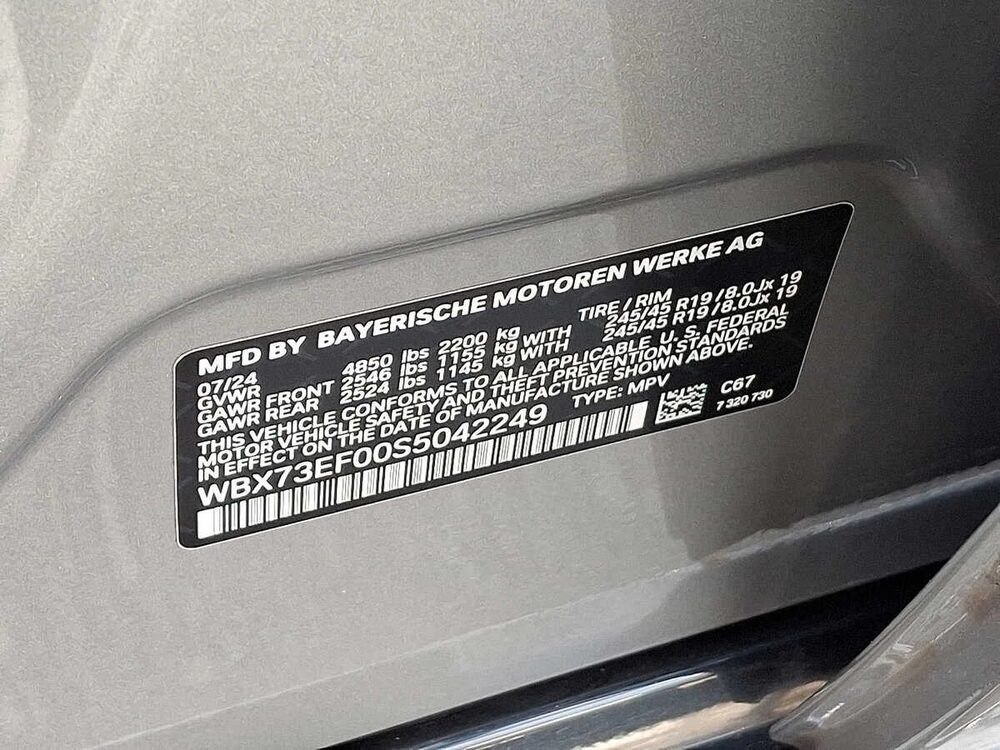 MFD BY BAYERISCHE MOTOREN WERKE AG
07/24 TIRE / RIM
GVWR 4850 lbs 2200 kg
GAWR FRONT 2546 lbs 1155 kg WITH 245/45 R19 / 8.0Jx 19
GAWR REAR 2524 lbs 1145 kg WITH 245/45 R19 / 8.0Jx 19
THIS VEHICLE CONFORMS TO ALL APPLICABLE U. S. FEDERAL
MOTOR VEHICLE SAFETY AND THEFT PREVENTION STANDARDS
IN EFFECT ON THE DATE OF MANUFACTURE SHOWN ABOVE.
WBX73EF00S5042249 TYPE: MPV C67
7 320 730